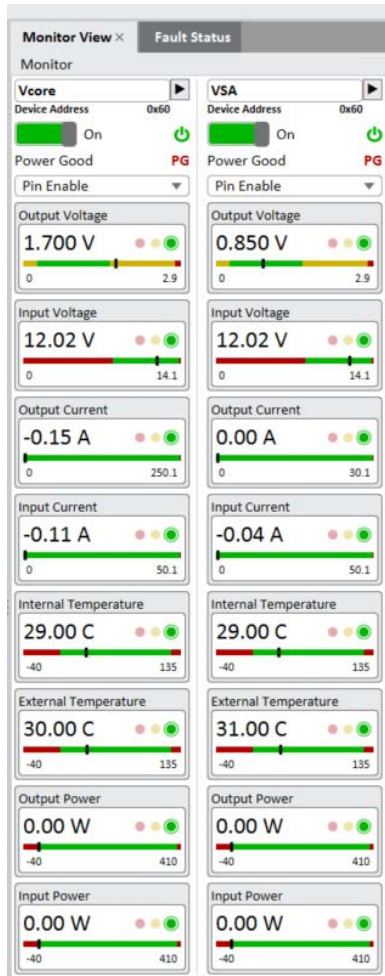 Monitor View × Fault Status
Monitor
Vcore VSA
Device Address 0x60 Device Address 0x60
On On
Power Good PG Power Good PG
Pin Enable Pin Enable
Output Voltage Output Voltage
1.700 V 0.850 V
0 2.9 0 2.9
Input Voltage Input Voltage
12.02 V 12.02 V
0 14.1 0 14.1
Output Current Output Current
-0.15 A 0.00 A
0 250.1 0 30.1
Input Current Input Current
-0.11 A -0.04 A
0 50.1 0 50.1
Internal Temperature Internal Temperature
29.00 C 29.00 C
-40 135 -40 135
External Temperature External Temperature
30.00 C 31.00 C
-40 135 -40 135
Output Power Output Power
0.00 W 0.00 W
-40 410 -40 410
Input Power Input Power
0.00 W 0.00 W
-40 410 -40 410